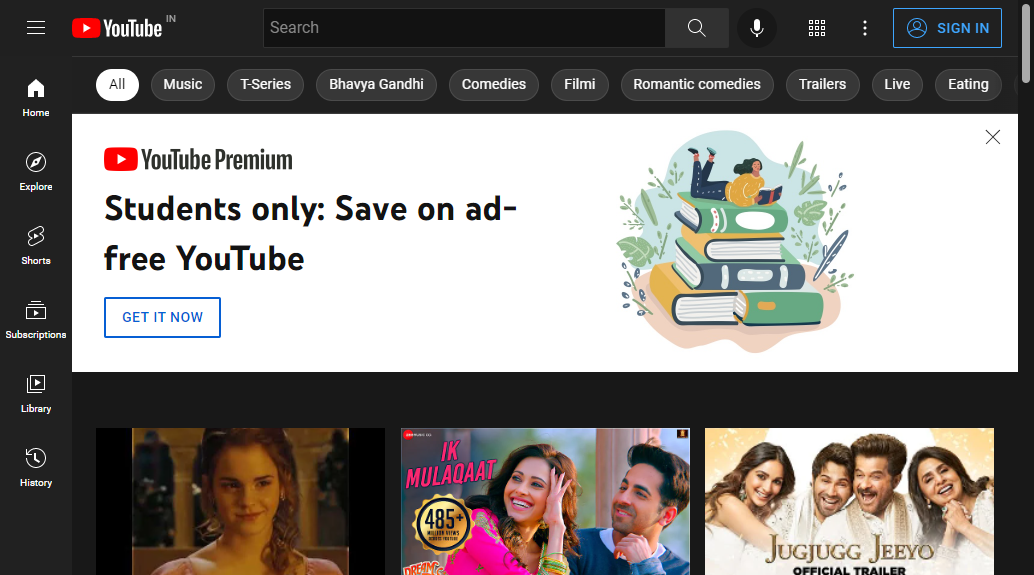 YouTube IN
Search
SIGN IN
All
Music
T-Series
Bhavya Gandhi
Comedies
Filmi
Romantic comedies
Trailers
Live
Eating
Home
Explore
Shorts
Subscriptions
Library
History
YouTube Premium
Students only: Save on ad-
free YouTube
GET IT NOW
IK
MULAQAAT
485+
MILLION VIEWS
DREAM
JUGJUGG JEEYO
OFFICIAL TRAILER